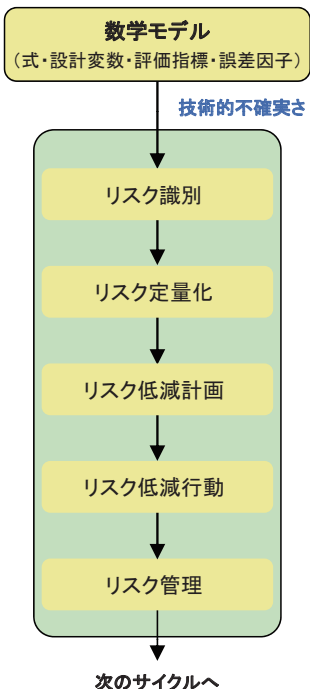 数学モデル
（式・設計変数・評価指標・誤差因子）
技術的不確実さ
リスク識別
リスク定量化
リスク低減計画
リスク低減行動
リスク管理
次のサイクルへ